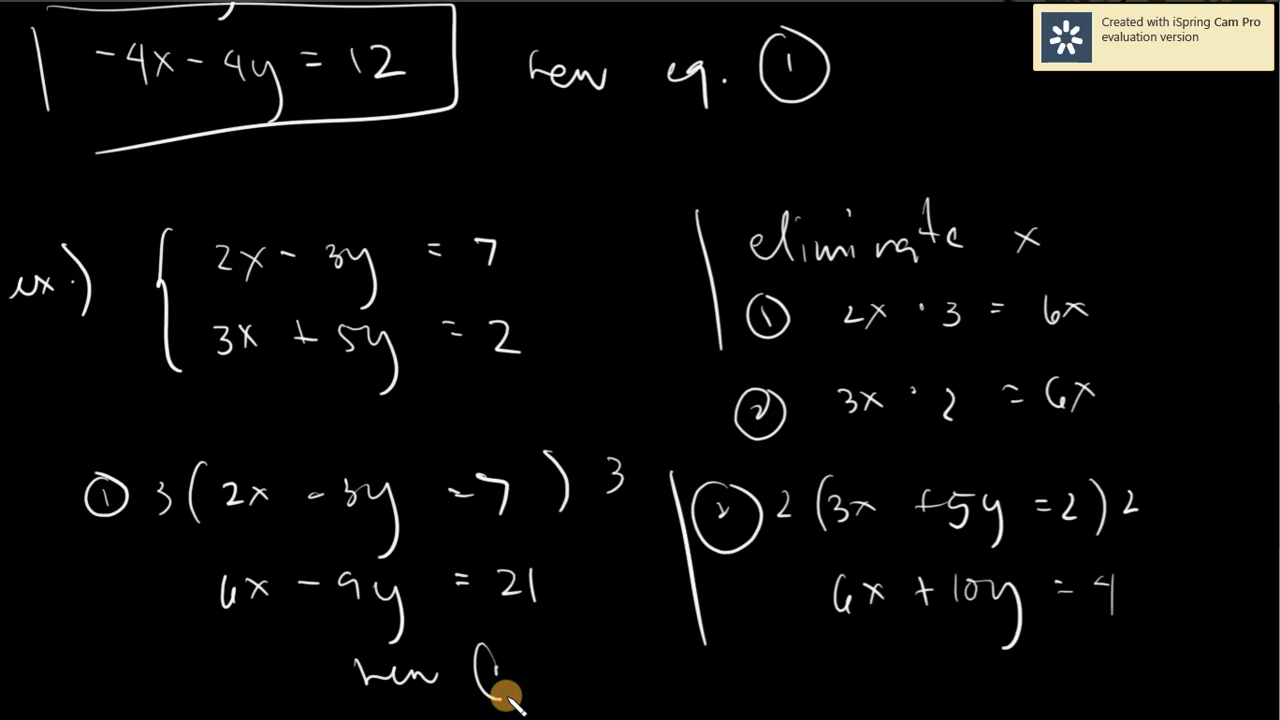 -4x - 4y = 12 new eq. ①
Created with iSpring Cam Pro
evaluation version
ex.) { 2x - 3y = 7
3x + 5y = 2
eliminate x
① 2x · 3 = 6x
② 3x · 2 = 6x
① 3(2x - 3y = 7) 3
6x - 9y = 21
new
② 2(3x + 5y = 2) 2
6x + 10y = 4